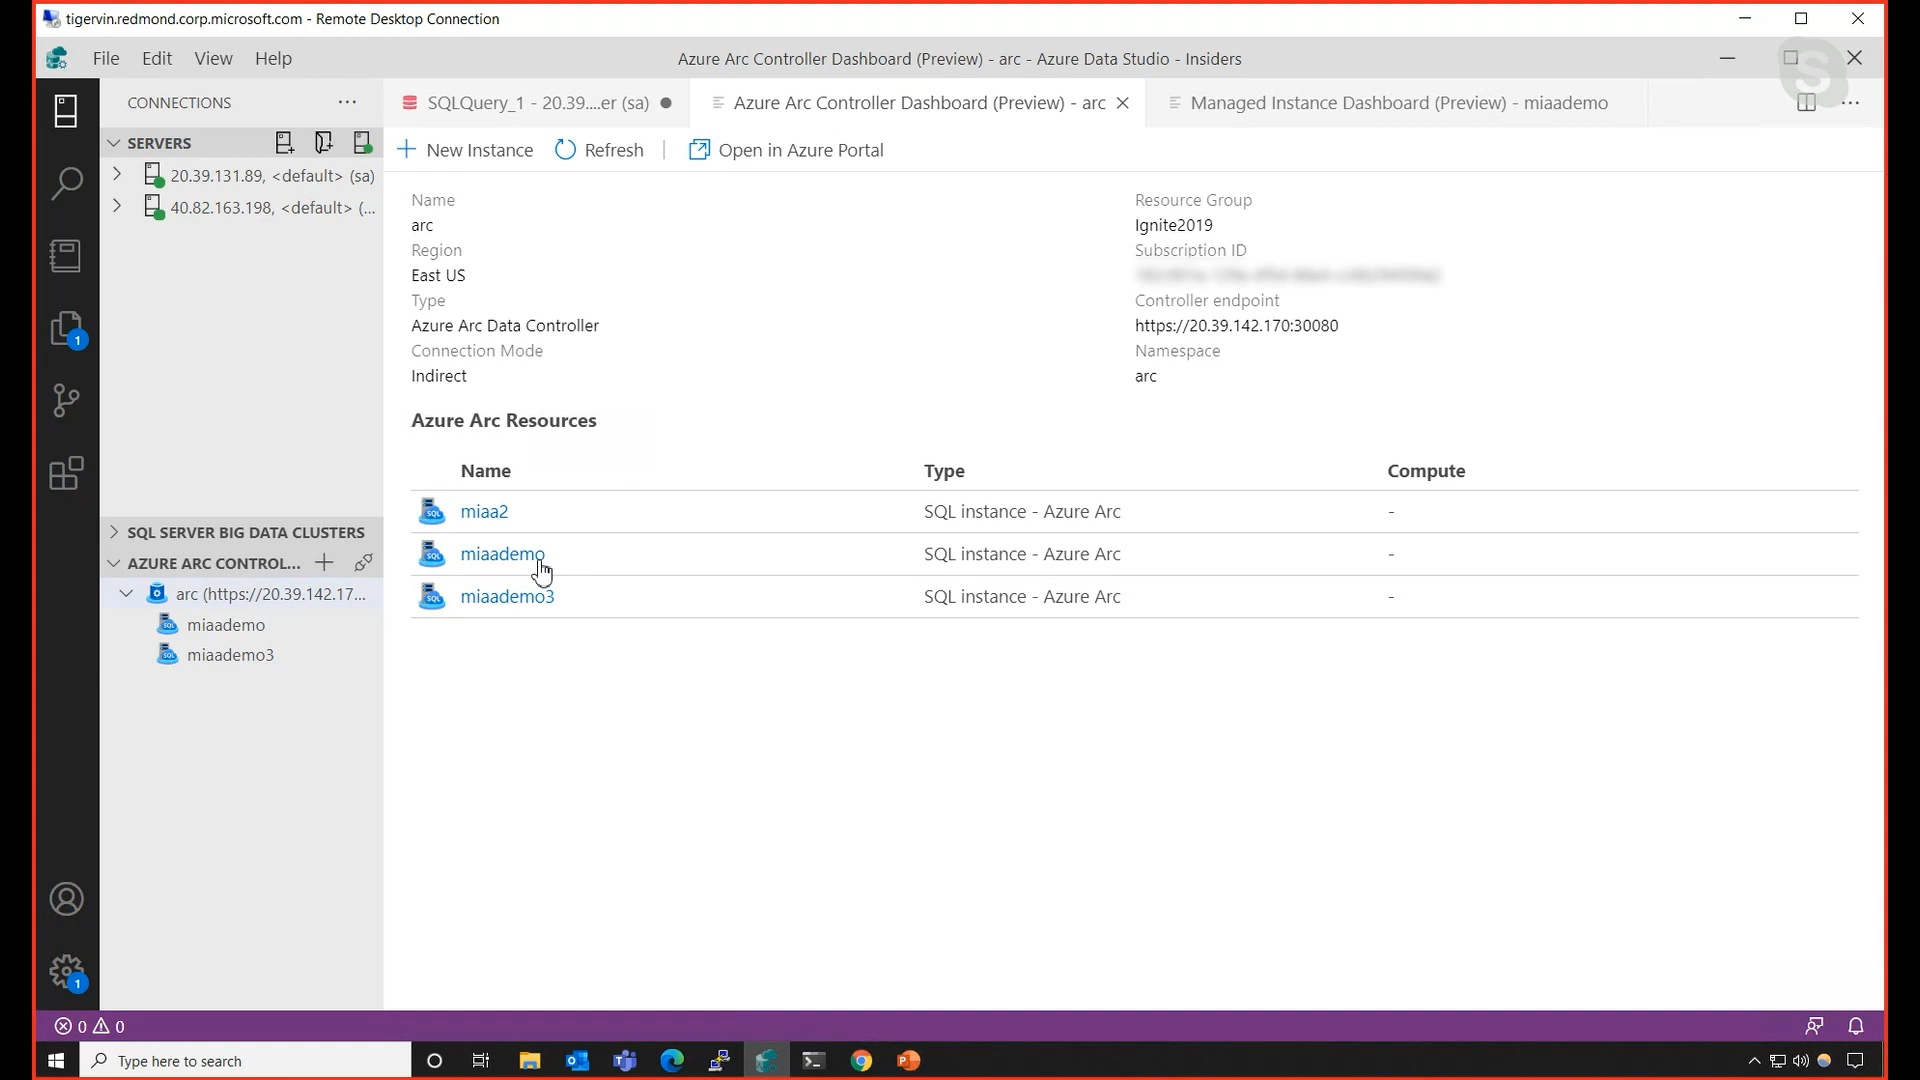 tigervin.redmond.corp.microsoft.com - Remote Desktop Connection
File Edit View Help
Azure Arc Controller Dashboard (Preview) - arc - Azure Data Studio - Insiders
CONNECTIONS
SQLQuery_1 - 20.39....er (sa)
Azure Arc Controller Dashboard (Preview) - arc
Managed Instance Dashboard (Preview) - miaademo
SERVERS
20.39.131.89, <default> (sa)
40.82.163.198, <default> (...
New Instance Refresh | Open in Azure Portal
Name
arc
Region
East US
Type
Azure Arc Data Controller
Connection Mode
Indirect
Resource Group
Ignite2019
Subscription ID
Controller endpoint
https://20.39.142.170:30080
Namespace
arc
Azure Arc Resources
Name Type Compute
miaa2 SQL instance - Azure Arc -
miaademo SQL instance - Azure Arc -
miaademo3 SQL instance - Azure Arc -
SQL SERVER BIG DATA CLUSTERS
AZURE ARC CONTROL...
arc (https://20.39.142.17...
miaademo
miaademo3
1
1
0 0
Type here to search